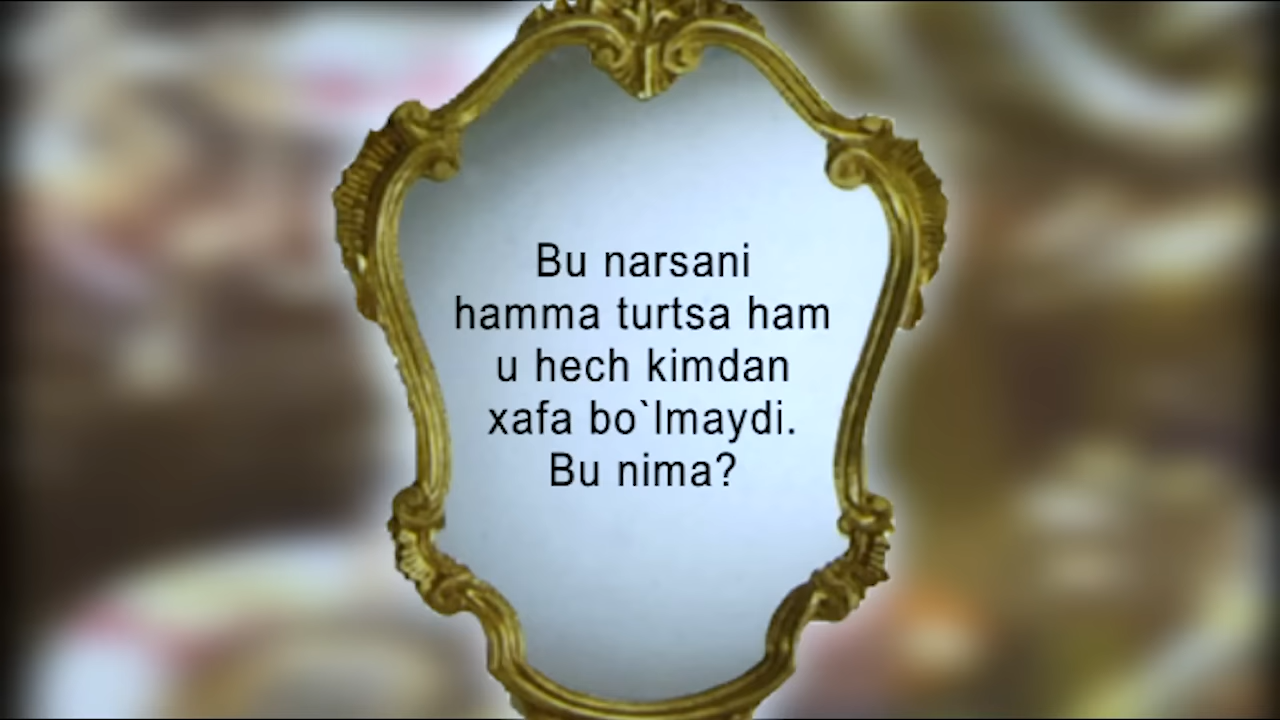 Bu narsani
hamma turtsa ham
u hech kimdan
xafa bo`lmaydi.
Bu nima?